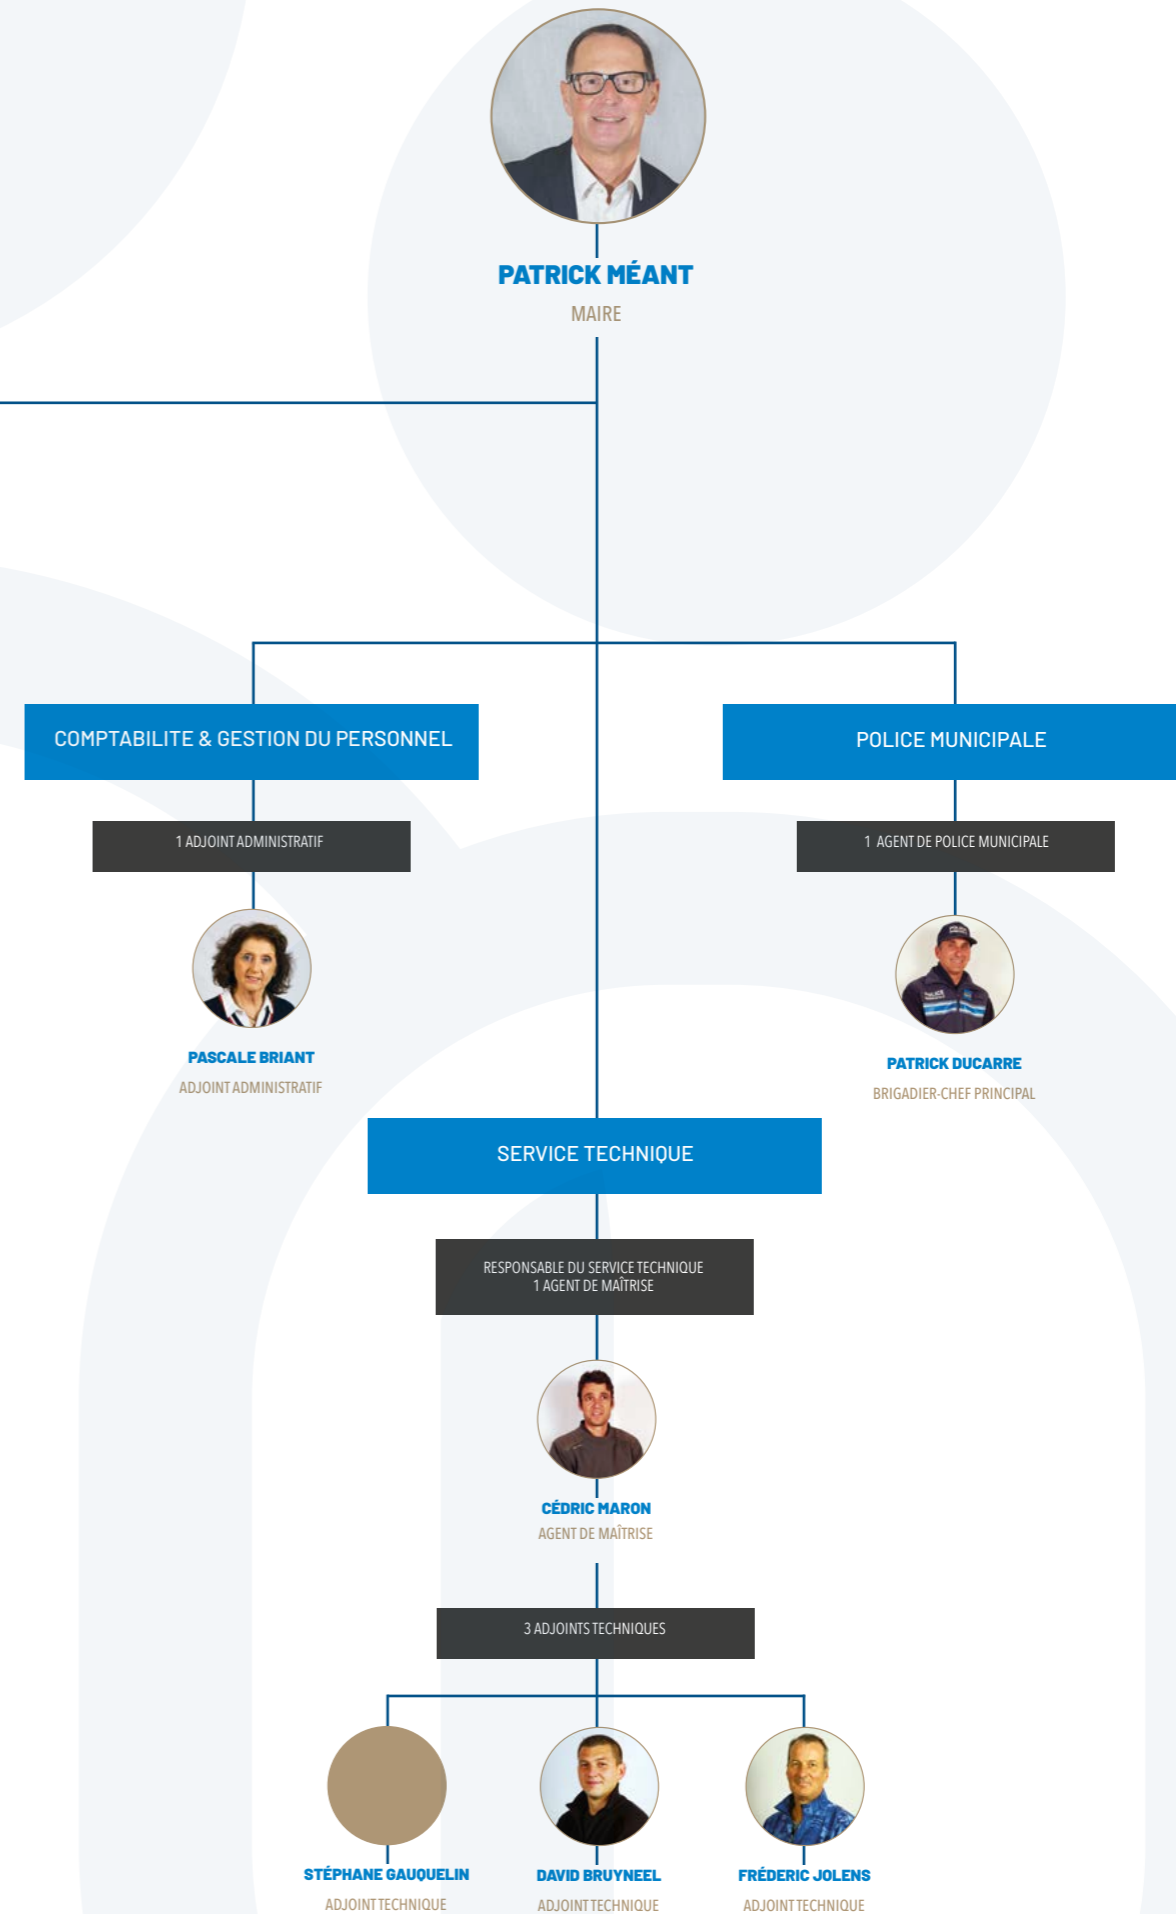 PATRICK MÉANT
MAIRE
COMPTABILITE & GESTION DU PERSONNEL
POLICE MUNICIPALE
1 ADJOINT ADMINISTRATIF
1 AGENT DE POLICE MUNICIPALE
PASCALE BRIANT
ADJOINT ADMINISTRATIF
PATRICK DUCARRE
BRIGADIER-CHEF PRINCIPAL
SERVICE TECHNIQUE
RESPONSABLE DU SERVICE TECHNIQUE
1 AGENT DE MAÎTRISE
CÉDRIC MARON
AGENT DE MAÎTRISE
3 ADJOINTS TECHNIQUES
STÉPHANE GAUQUELIN
DAVID BRUYNEEL
FRÉDERIC JOLENS
ADJOINT TECHNIQUE
ADJOINT TECHNIQUE
ADJOINT TECHNIQUE